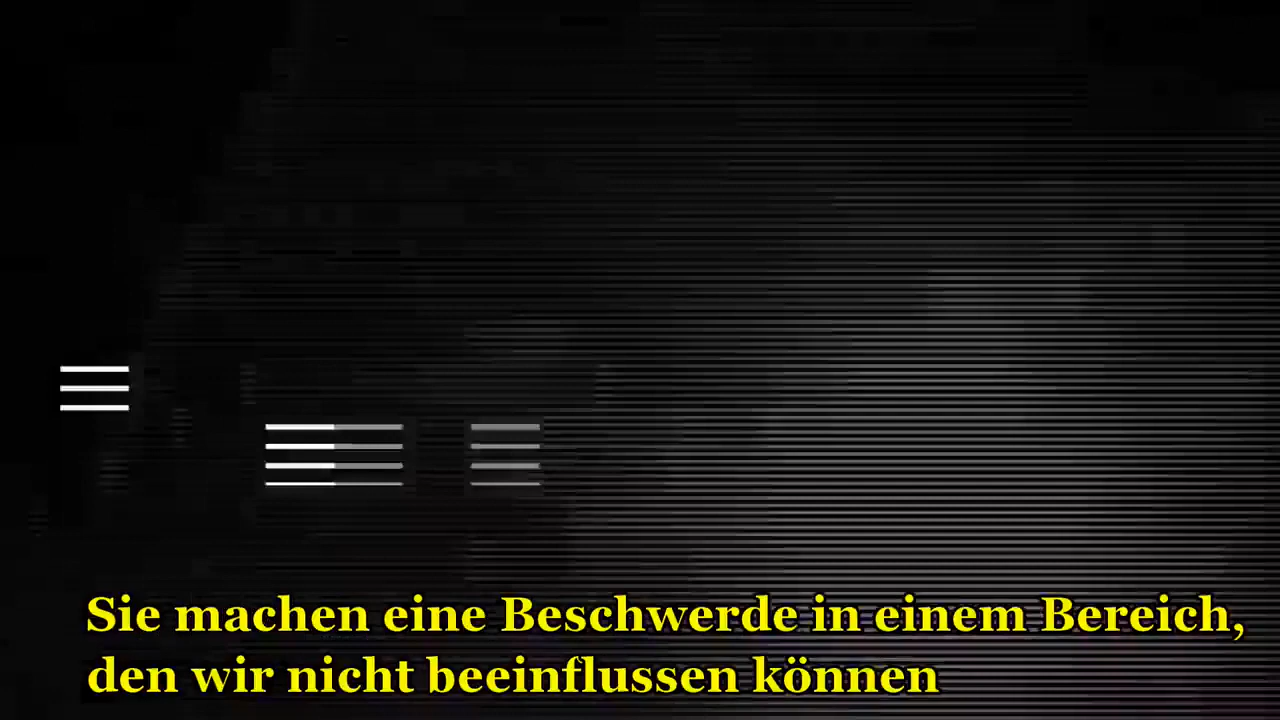 Sie machen eine Beschwerde in einem Bereich,
den wir nicht beeinflussen können